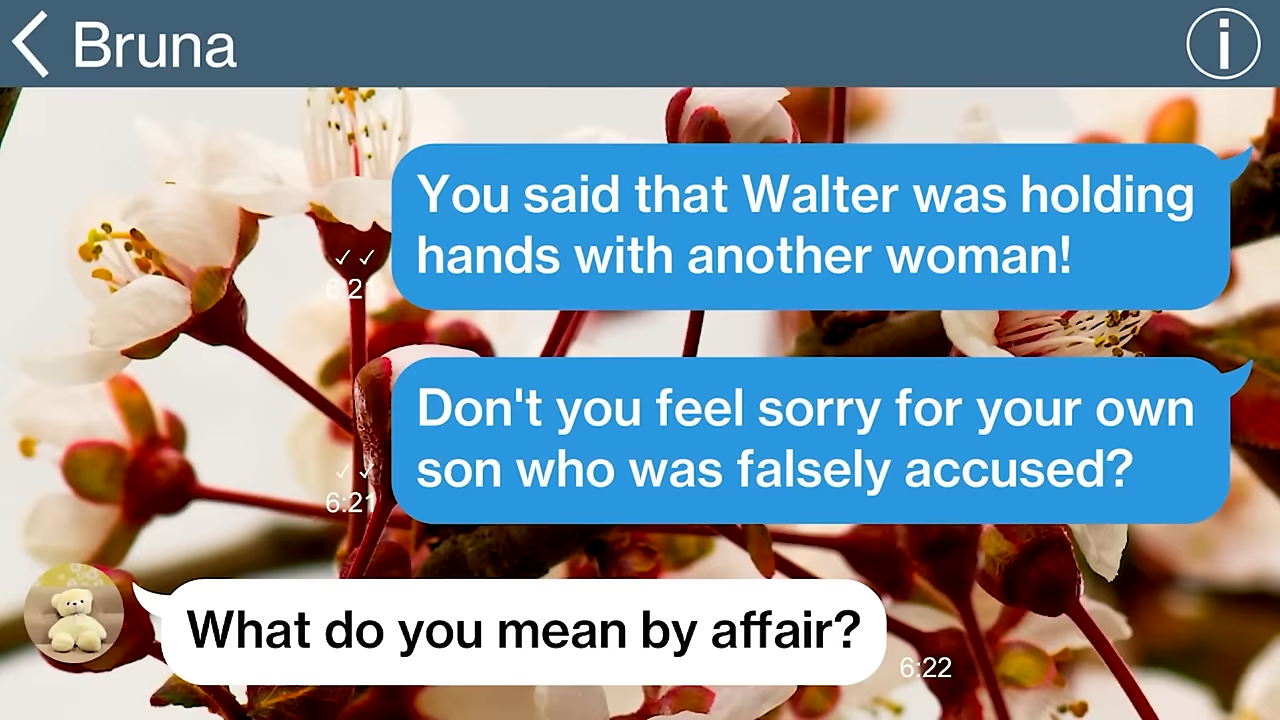 Bruna
You said that Walter was holding
hands with another woman!
6:21
Don't you feel sorry for your own
son who was falsely accused?
6:21
What do you mean by affair?
6:22